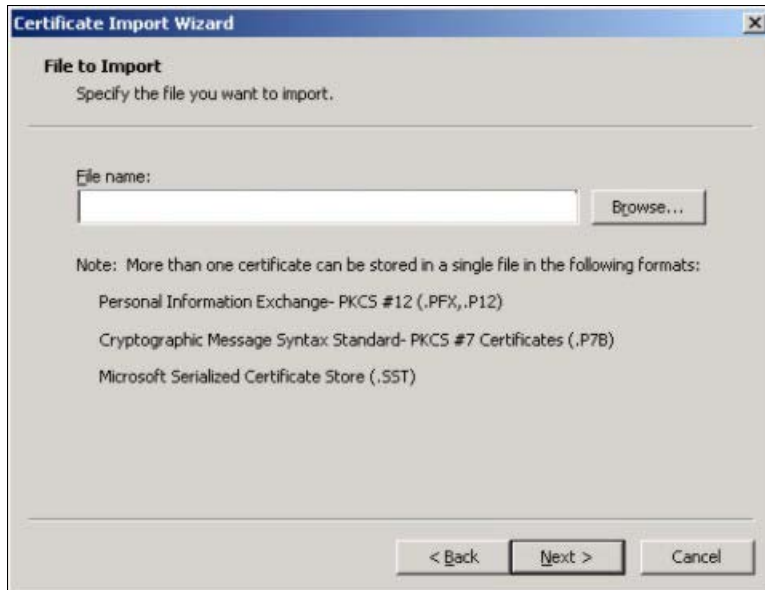 Certificate Import Wizard
File to Import
Specify the file you want to import.
File name:
Browse...
Note: More than one certificate can be stored in a single file in the following formats:
Personal Information Exchange- PKCS #12 (.PFX,.P12)
Cryptographic Message Syntax Standard- PKCS #7 Certificates (.P7B)
Microsoft Serialized Certificate Store (.SST)
< Back
Next >
Cancel